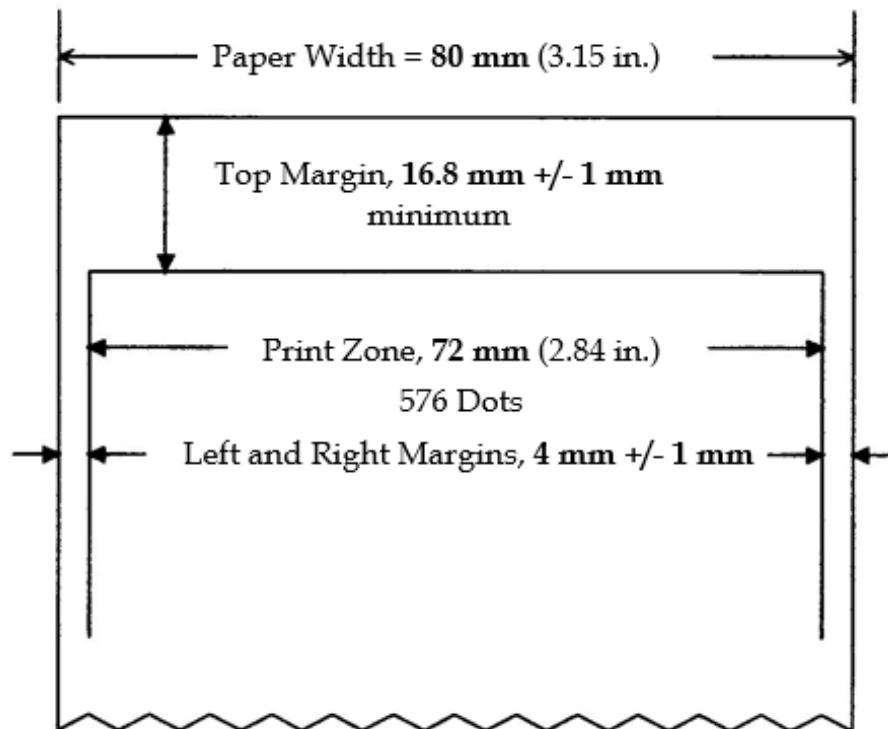 Paper Width = 80 mm (3.15 in.)
Top Margin, 16.8 mm +/- 1 mm
minimum
Print Zone, 72 mm (2.84 in.)
576 Dots
Left and Right Margins, 4 mm +/- 1 mm